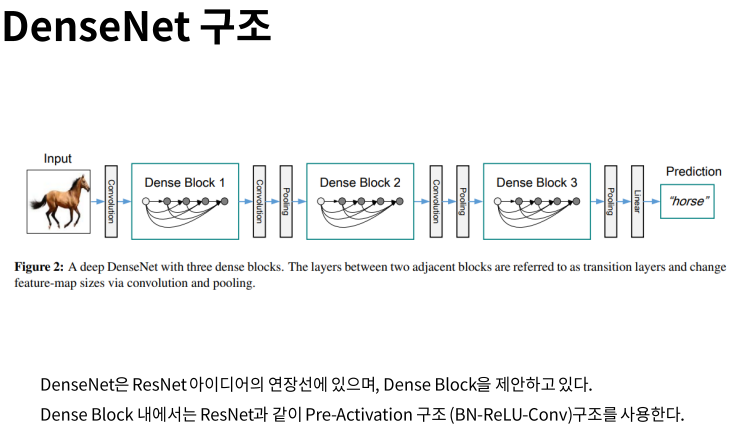 DenseNet 구조
Input
Convolution
Dense Block 1
Convolution
Pooling
Dense Block 2
Convolution
Pooling
Dense Block 3
Pooling
Linear
Prediction
"horse"
Figure 2: A deep DenseNet with three dense blocks. The layers between two adjacent blocks are referred to as transition layers and change
feature-map sizes via convolution and pooling.
DenseNet은 ResNet 아이디어의 연장선에 있으며, Dense Block을 제안하고 있다.
Dense Block 내에서는 ResNet과 같이 Pre-Activation 구조 (BN-ReLU-Conv)구조를 사용한다.